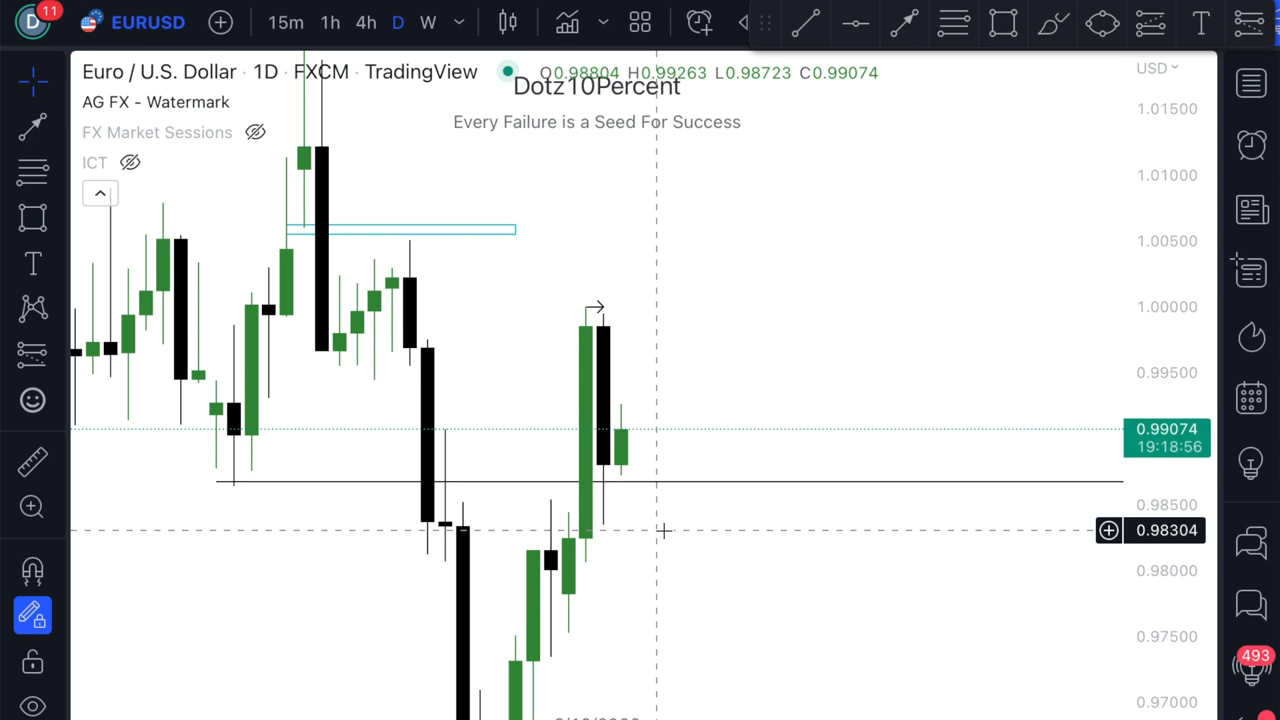 D 11 EURUSD 15m 1h 4h D W
Euro / U.S. Dollar · 1D · FXCM · TradingView O0.98804 H0.99263 L0.98723 C0.99074
Dotz10Percent
AG FX - Watermark
Every Failure is a Seed For Success
FX Market Sessions
ICT
USD
1.01500
1.01000
1.00500
1.00000
0.99500
0.99074
19:18:56
0.98500
0.98304
0.98000
0.97500
0.97000
493